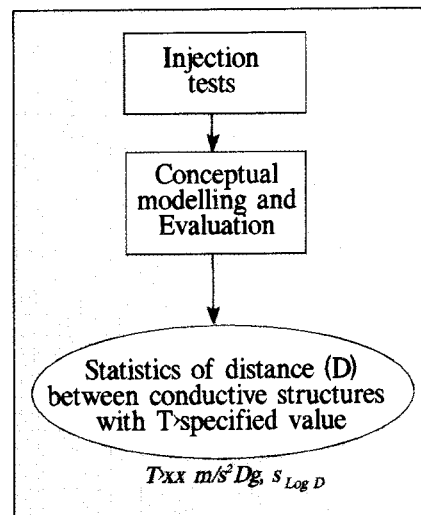 Injection
tests
Conceptual
modelling and
Evaluation
Statistics of distance (D)
between conductive structures
with T>specified value
T>xx m/s² Dg, s Log D